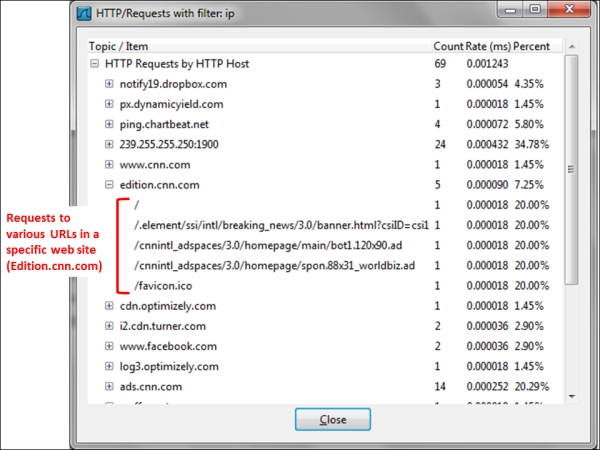 HTTP/Requests with filter: ip
Topic / Item Count Rate (ms) Percent
HTTP Requests by HTTP Host 69 0.001243
notify19.dropbox.com 3 0.000054 4.35%
px.dynamicyield.com 1 0.000018 1.45%
ping.chartbeat.net 4 0.000072 5.80%
239.255.255.250:1900 24 0.000432 34.78%
www.cnn.com 1 0.000018 1.45%
edition.cnn.com 5 0.000090 7.25%
/ 1 0.000018 20.00%
/.element/ssi/intl/breaking_news/3.0/banner.html?csiID=csi1 1 0.000018 20.00%
/cnnintl_adspaces/3.0/homepage/main/bot1.120x90.ad 1 0.000018 20.00%
/cnnintl_adspaces/3.0/homepage/spon.88x31_worldbiz.ad 1 0.000018 20.00%
/favicon.ico 1 0.000018 20.00%
cdn.optimizely.com 1 0.000018 1.45%
i2.cdn.turner.com 2 0.000036 2.90%
www.facebook.com 2 0.000036 2.90%
log3.optimizely.com 1 0.000018 1.45%
ads.cnn.com 14 0.000252 20.29%
Requests to
various URLs in a
specific web site
(Edition.cnn.com)
Close